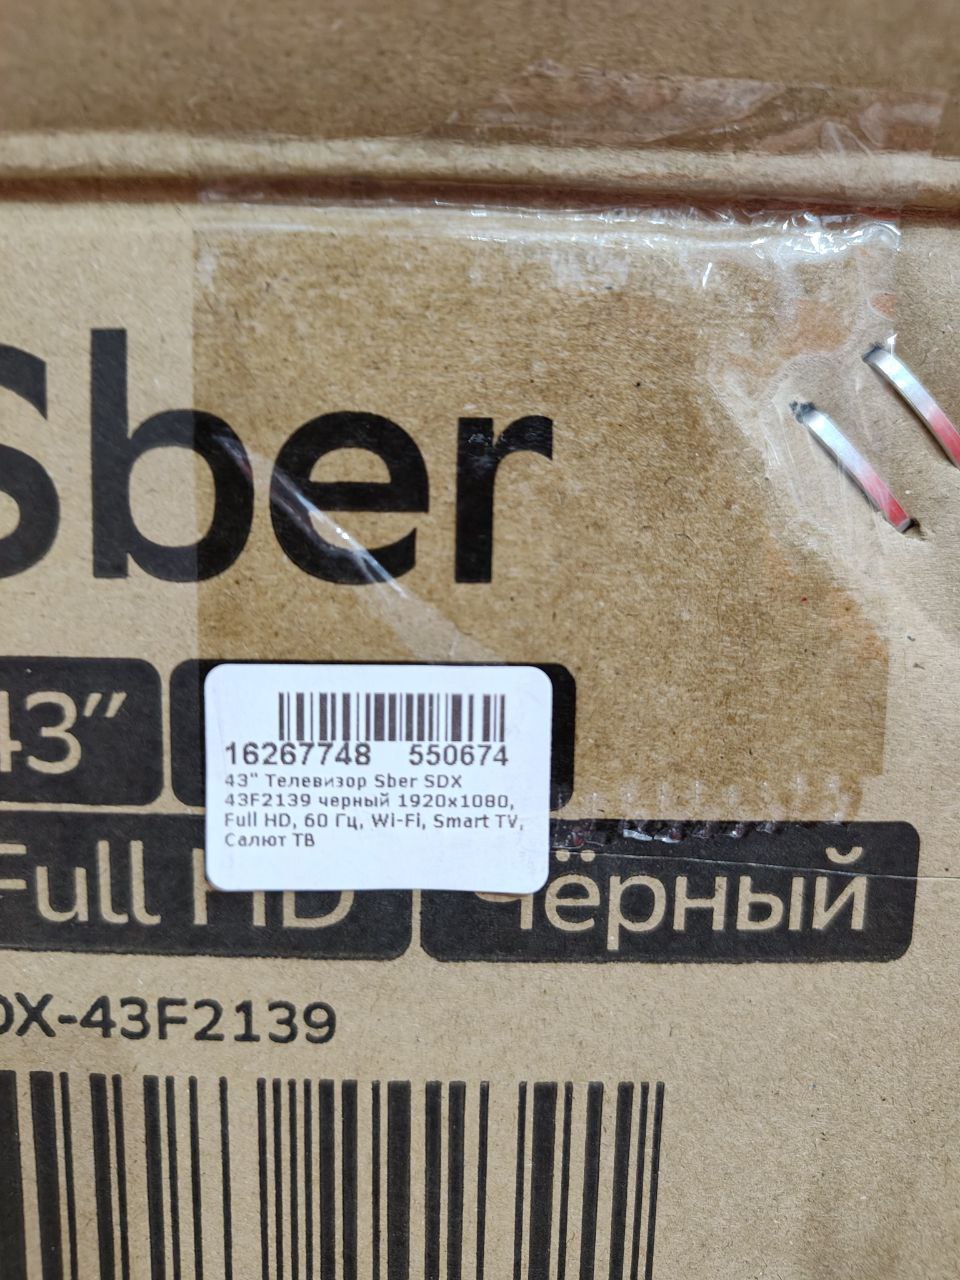 Sber
43”
16267748 550674
43" Телевизор Sber SDX
43F2139 черный 1920x1080,
Full HD, 60 Гц, Wi-Fi, Smart TV,
Салют ТВ
Full HD
Чёрный
DX-43F2139